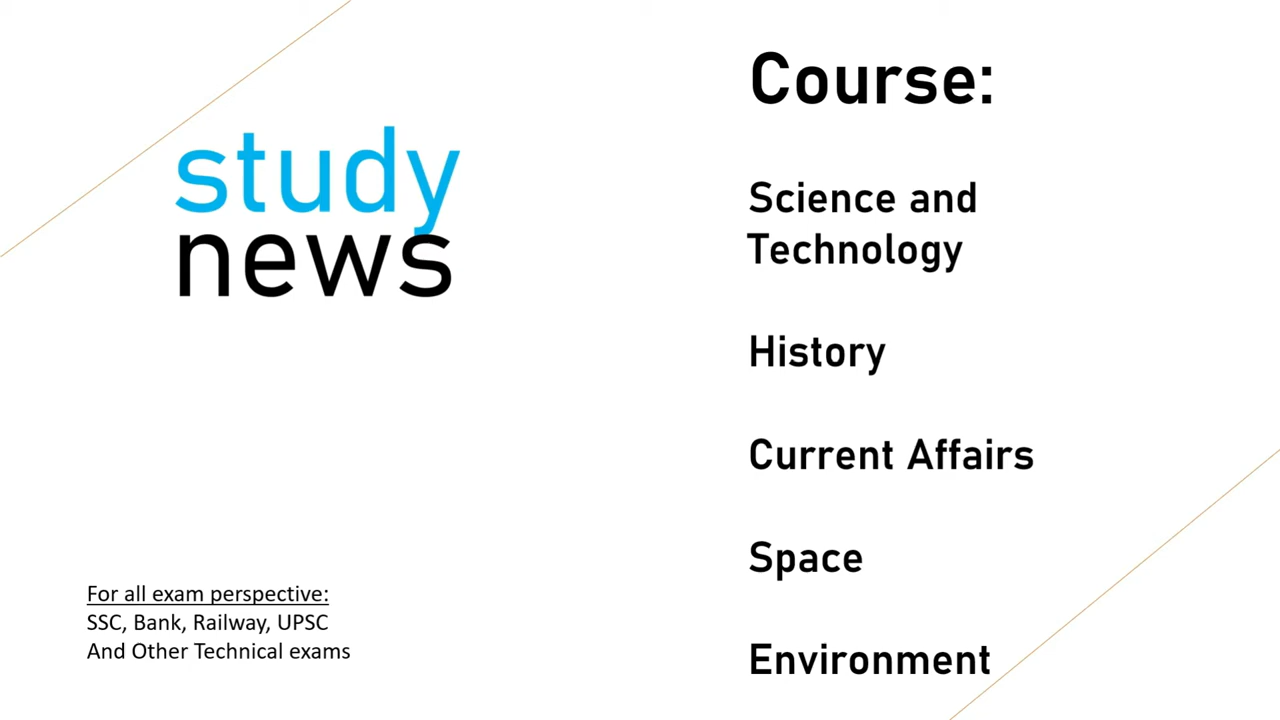 study
news
For all exam perspective:
SSC, Bank, Railway, UPSC
And Other Technical exams
Course:
Science and
Technology
History
Current Affairs
Space
Environment